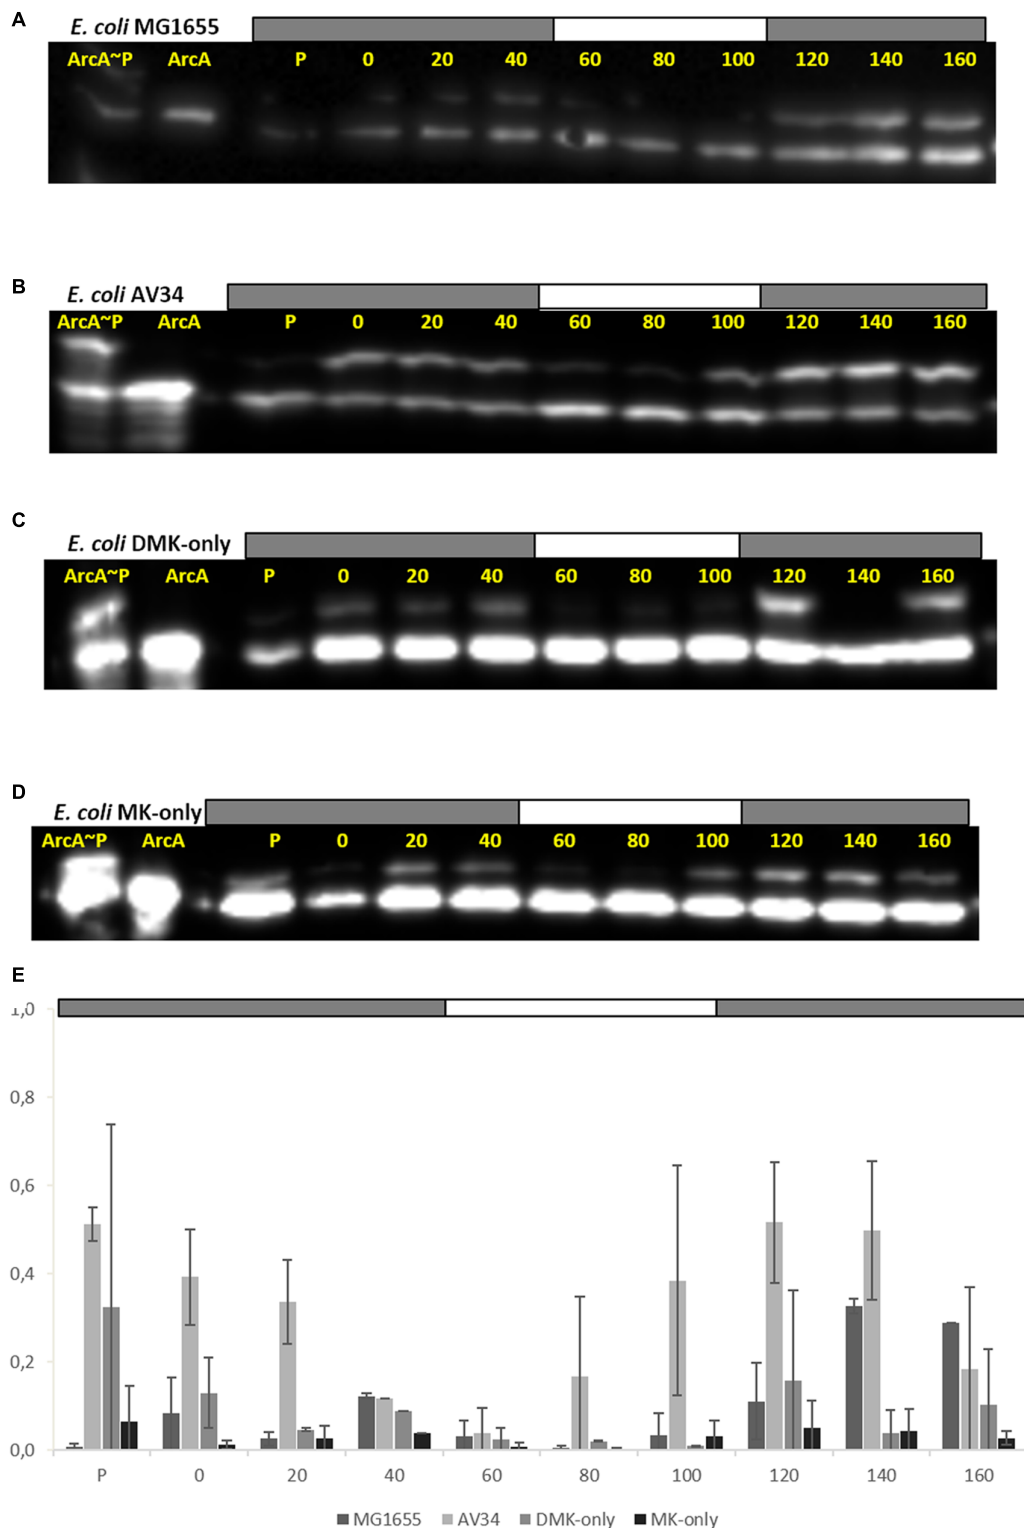 A
E. coli MG1655
ArcA~P ArcA P 0 20 40 60 80 100 120 140 160
B
E. coli AV34
ArcA~P ArcA P 0 20 40 60 80 100 120 140 160
C
E. coli DMK-only
ArcA~P ArcA P 0 20 40 60 80 100 120 140 160
D
E. coli MK-only
ArcA~P ArcA P 0 20 40 60 80 100 120 140 160
E
1,0
0,8
0,6
0,4
0,2
0,0
P 0 20 40 60 80 100 120 140 160
MG1655 AV34 DMK-only MK-only